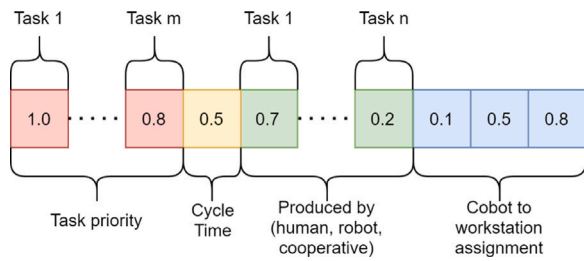 Task 1 Task m Task 1 Task n
1.0 ..... 0.8 0.5 0.7 ..... 0.2 0.1 0.5 0.8
Task priority
Cycle
Time
Produced by
(human, robot,
cooperative)
Cobot to
workstation
assignment